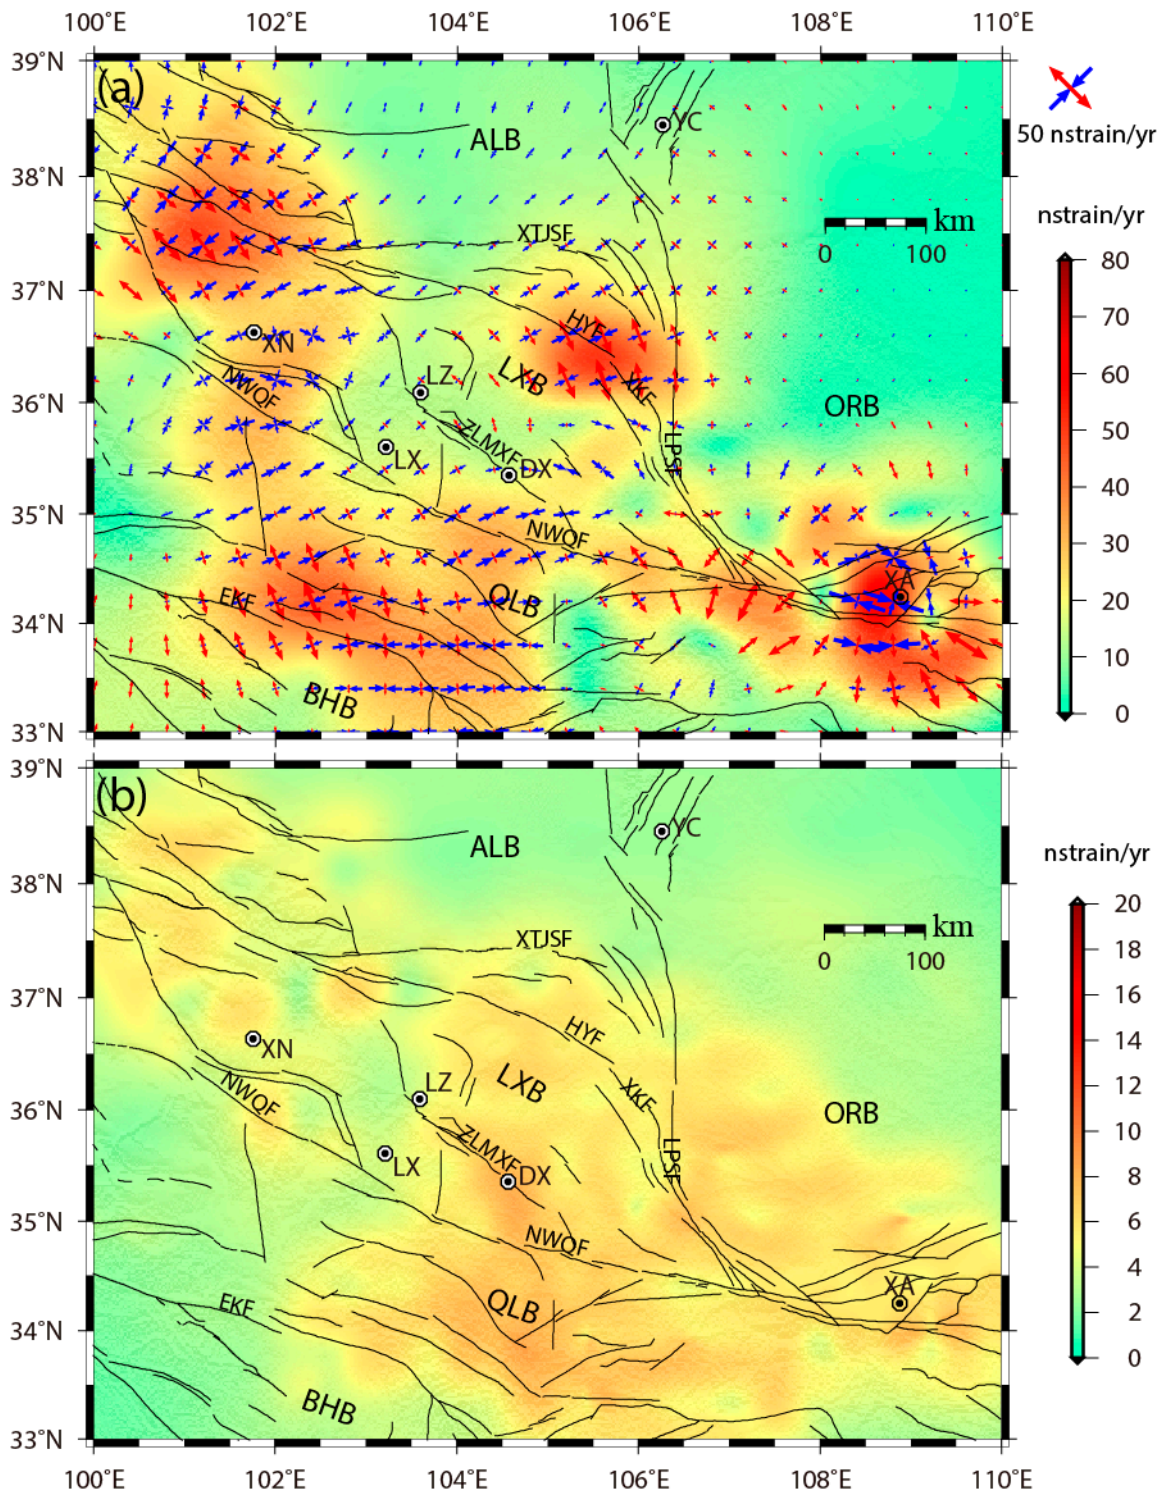 100°E 102°E 104°E 106°E 108°E 110°E
39°N
(a)
YC
ALB
50 nstrain/yr
38°N
km
0 100
nstrain/yr
XTJSF
80
37°N
70
HYF
XN
LZ
LXB
60
NWQF
XKF
36°N
ORB
50
ZLMXF
LPSF
LX
DX
40
35°N
NWQF
30
XA
EKF
QLB
20
34°N
10
BHB
0
33°N
39°N
(b)
YC
ALB
nstrain/yr
38°N
20
km
0 100
XTJSF
18
37°N
16
HYF
XN
14
LZ
LXB
NWQF
XKF
12
36°N
ORB
10
ZLMXF
LPSF
LX
DX
8
35°N
NWQF
6
XA
4
EKF
QLB
34°N
2
BHB
0
33°N
100°E 102°E 104°E 106°E 108°E 110°E